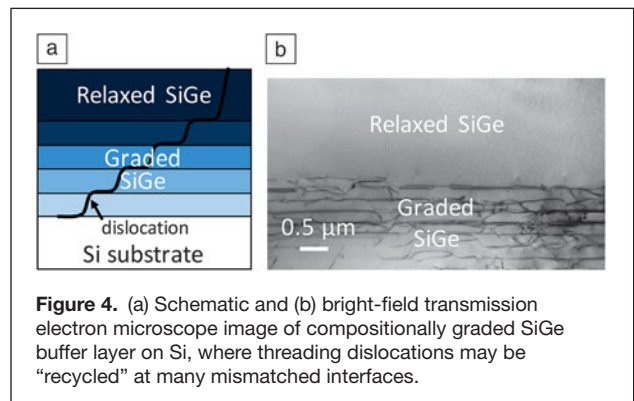 a
b
Relaxed SiGe
Graded
SiGe
dislocation
Si substrate
Relaxed SiGe
Graded
SiGe
0.5 μm
Figure 4. (a) Schematic and (b) bright-field transmission
electron microscope image of compositionally graded SiGe
buffer layer on Si, where threading dislocations may be
“recycled” at many mismatched interfaces.